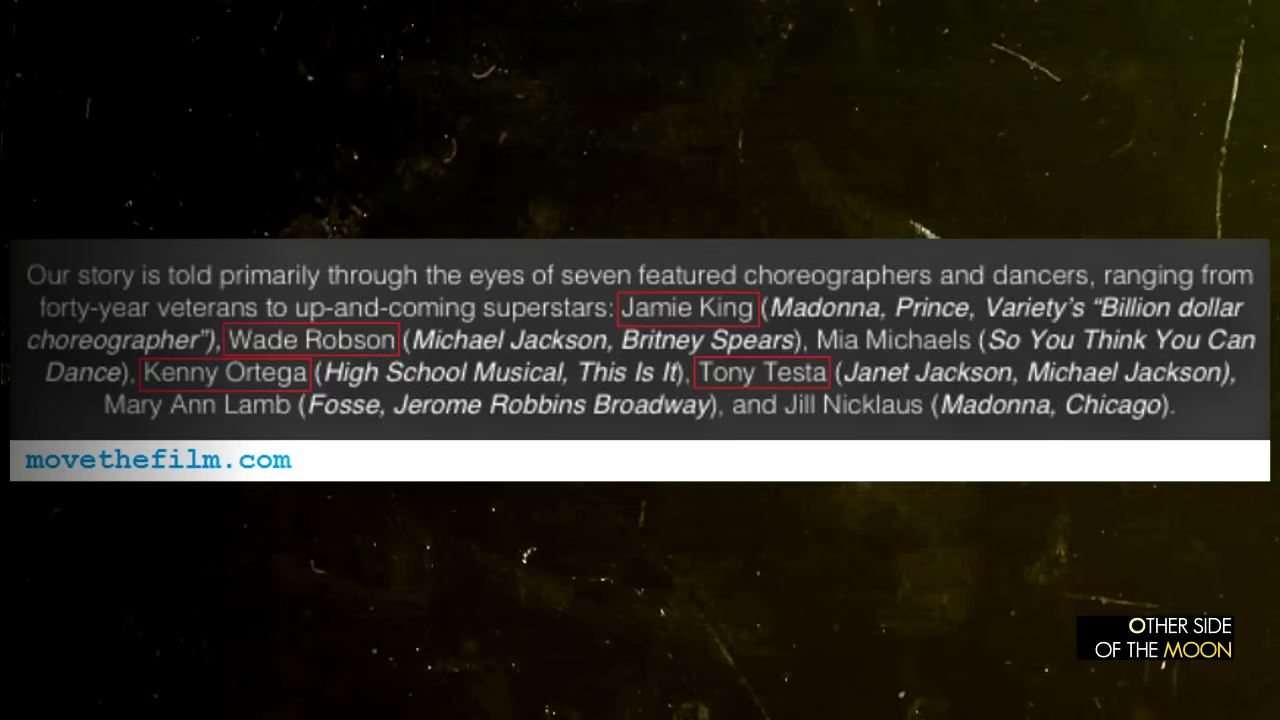 Our story is told primarily through the eyes of seven featured choreographers and dancers, ranging from
forty-year veterans to up-and-coming superstars: Jamie King (Madonna, Prince, Variety's “Billion dollar
choreographer”), Wade Robson (Michael Jackson, Britney Spears), Mia Michaels (So You Think You Can
Dance), Kenny Ortega (High School Musical, This Is It), Tony Testa (Janet Jackson, Michael Jackson),
Mary Ann Lamb (Fosse, Jerome Robbins Broadway), and Jill Nicklaus (Madonna, Chicago).
movethefilm.com
OTHER SIDE
OF THE MOON